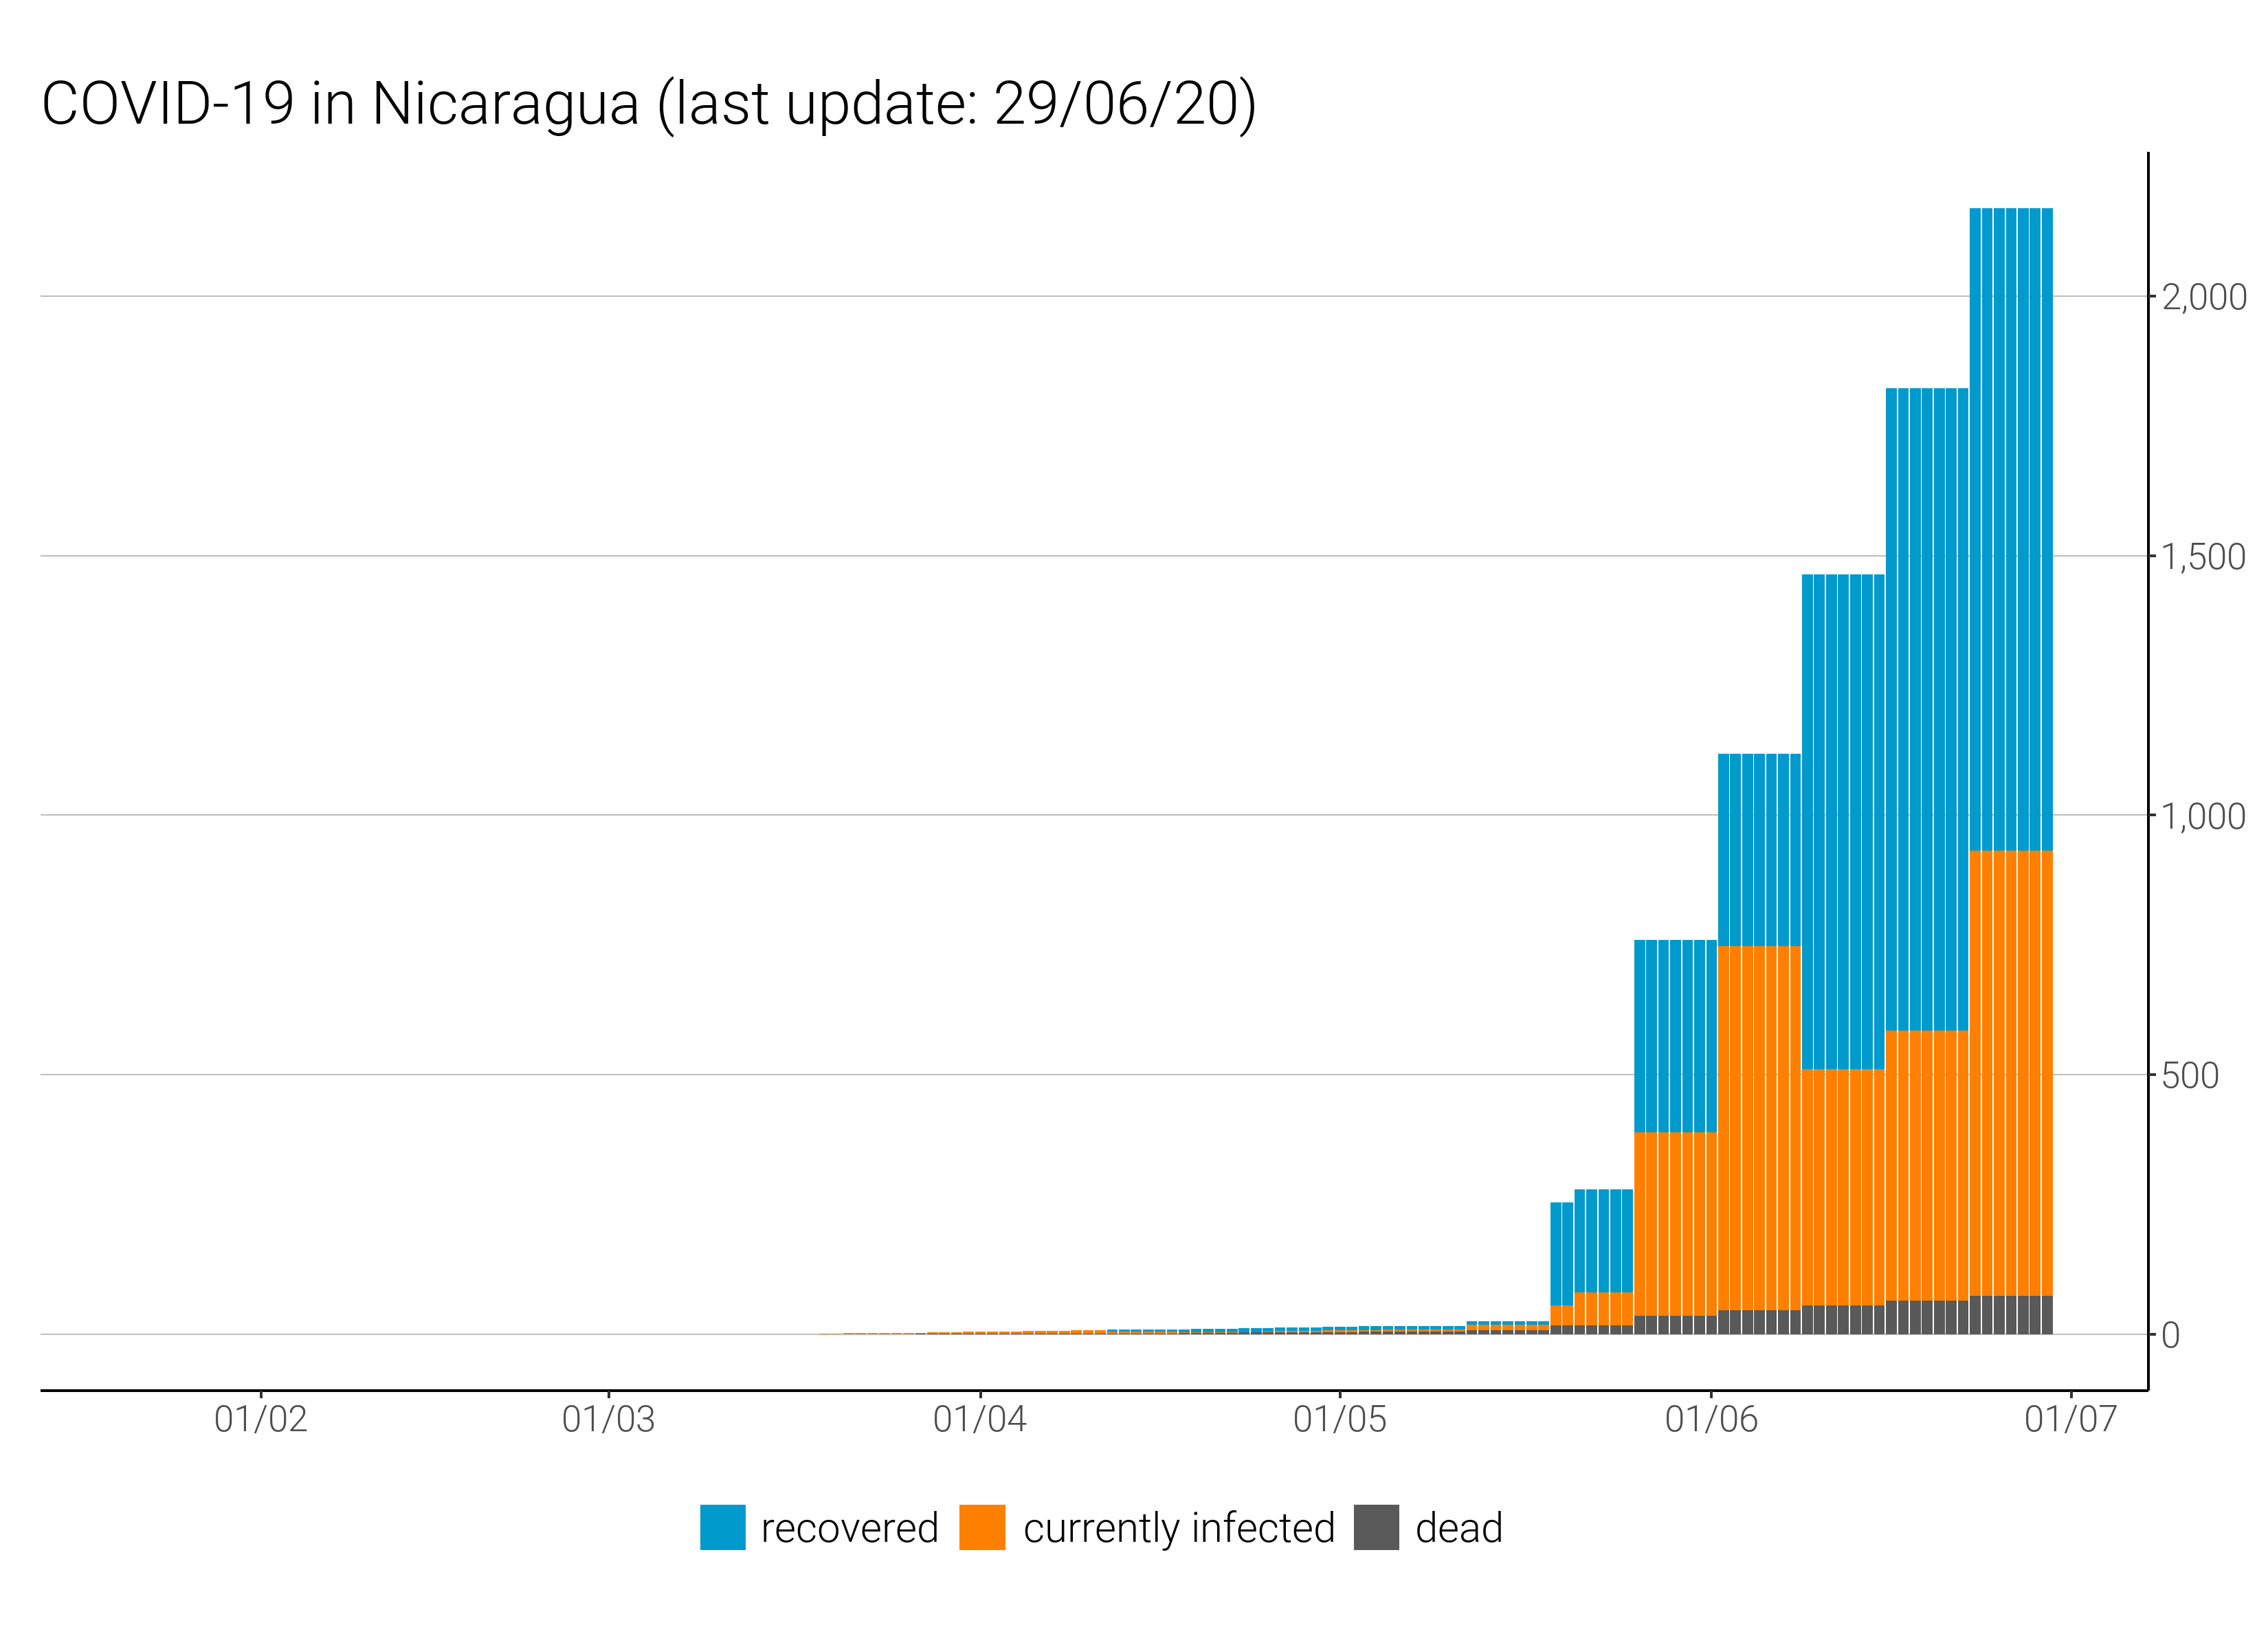 COVID-19 in Nicaragua (last update: 29/06/20)
2,000
1,500
1,000
500
0
01/02 01/03 01/04 01/05 01/06 01/07
recovered currently infected dead